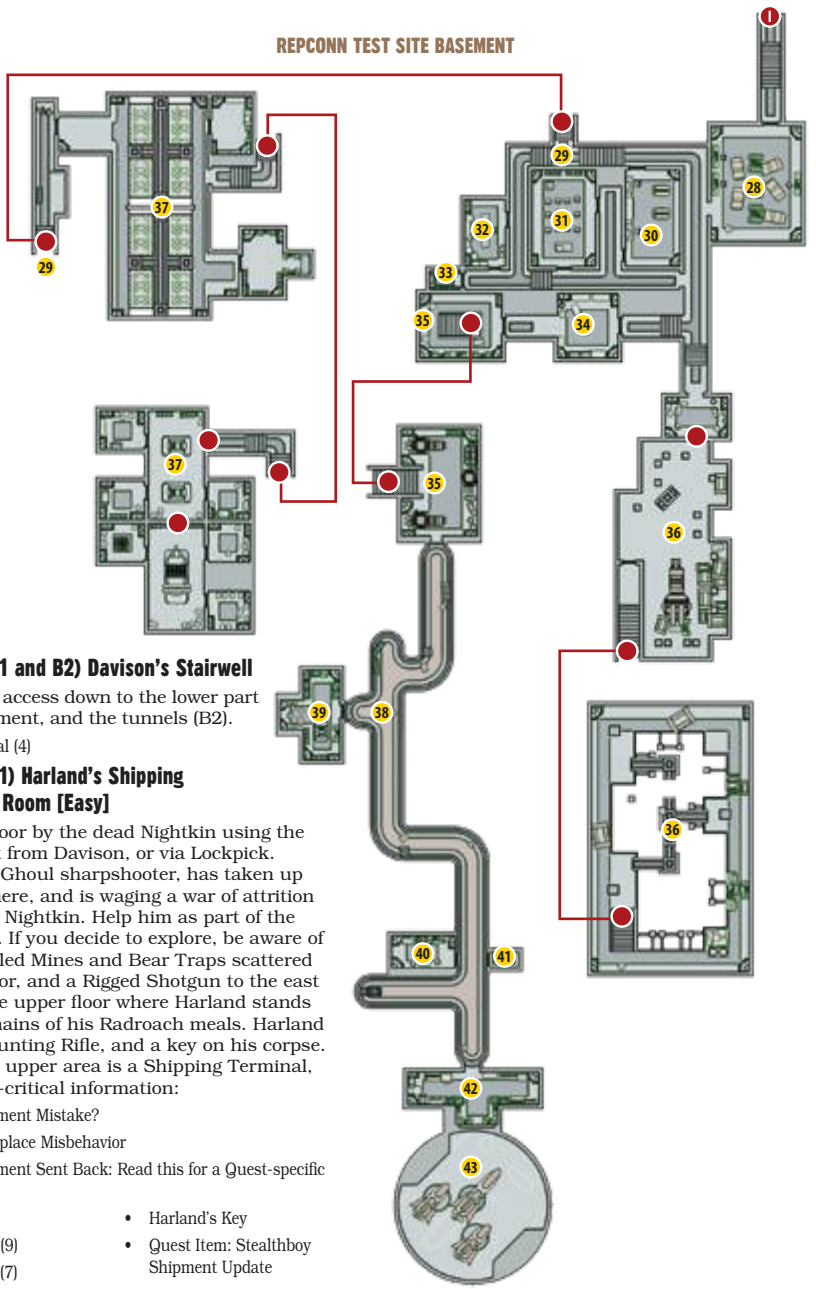 I
REPCONN TEST SITE BASEMENT
29
28
37
31
32
30
29
33
35
34
37
35
36
1 and B2) Davison's Stairwell
access down to the lower part
ment, and the tunnels (B2).
al (4)
39
38
1) Harland's Shipping
Room [Easy]
oor by the dead Nightkin using the
from Davison, or via Lockpick.
Ghoul sharpshooter, has taken up
here, and is waging a war of attrition
Nightkin. Help him as part of the
. If you decide to explore, be aware of
led Mines and Bear Traps scattered
or, and a Rigged Shotgun to the east
e upper floor where Harland stands
mains of his Radroach meals. Harland
unting Rifle, and a key on his corpse.
upper area is a Shipping Terminal,
-critical information:
36
40
41
ment Mistake?
place Misbehavior
ment Sent Back: Read this for a Quest-specific
42
43
(9)
(7)
• Harland's Key
• Quest Item: Stealthboy
Shipment Update